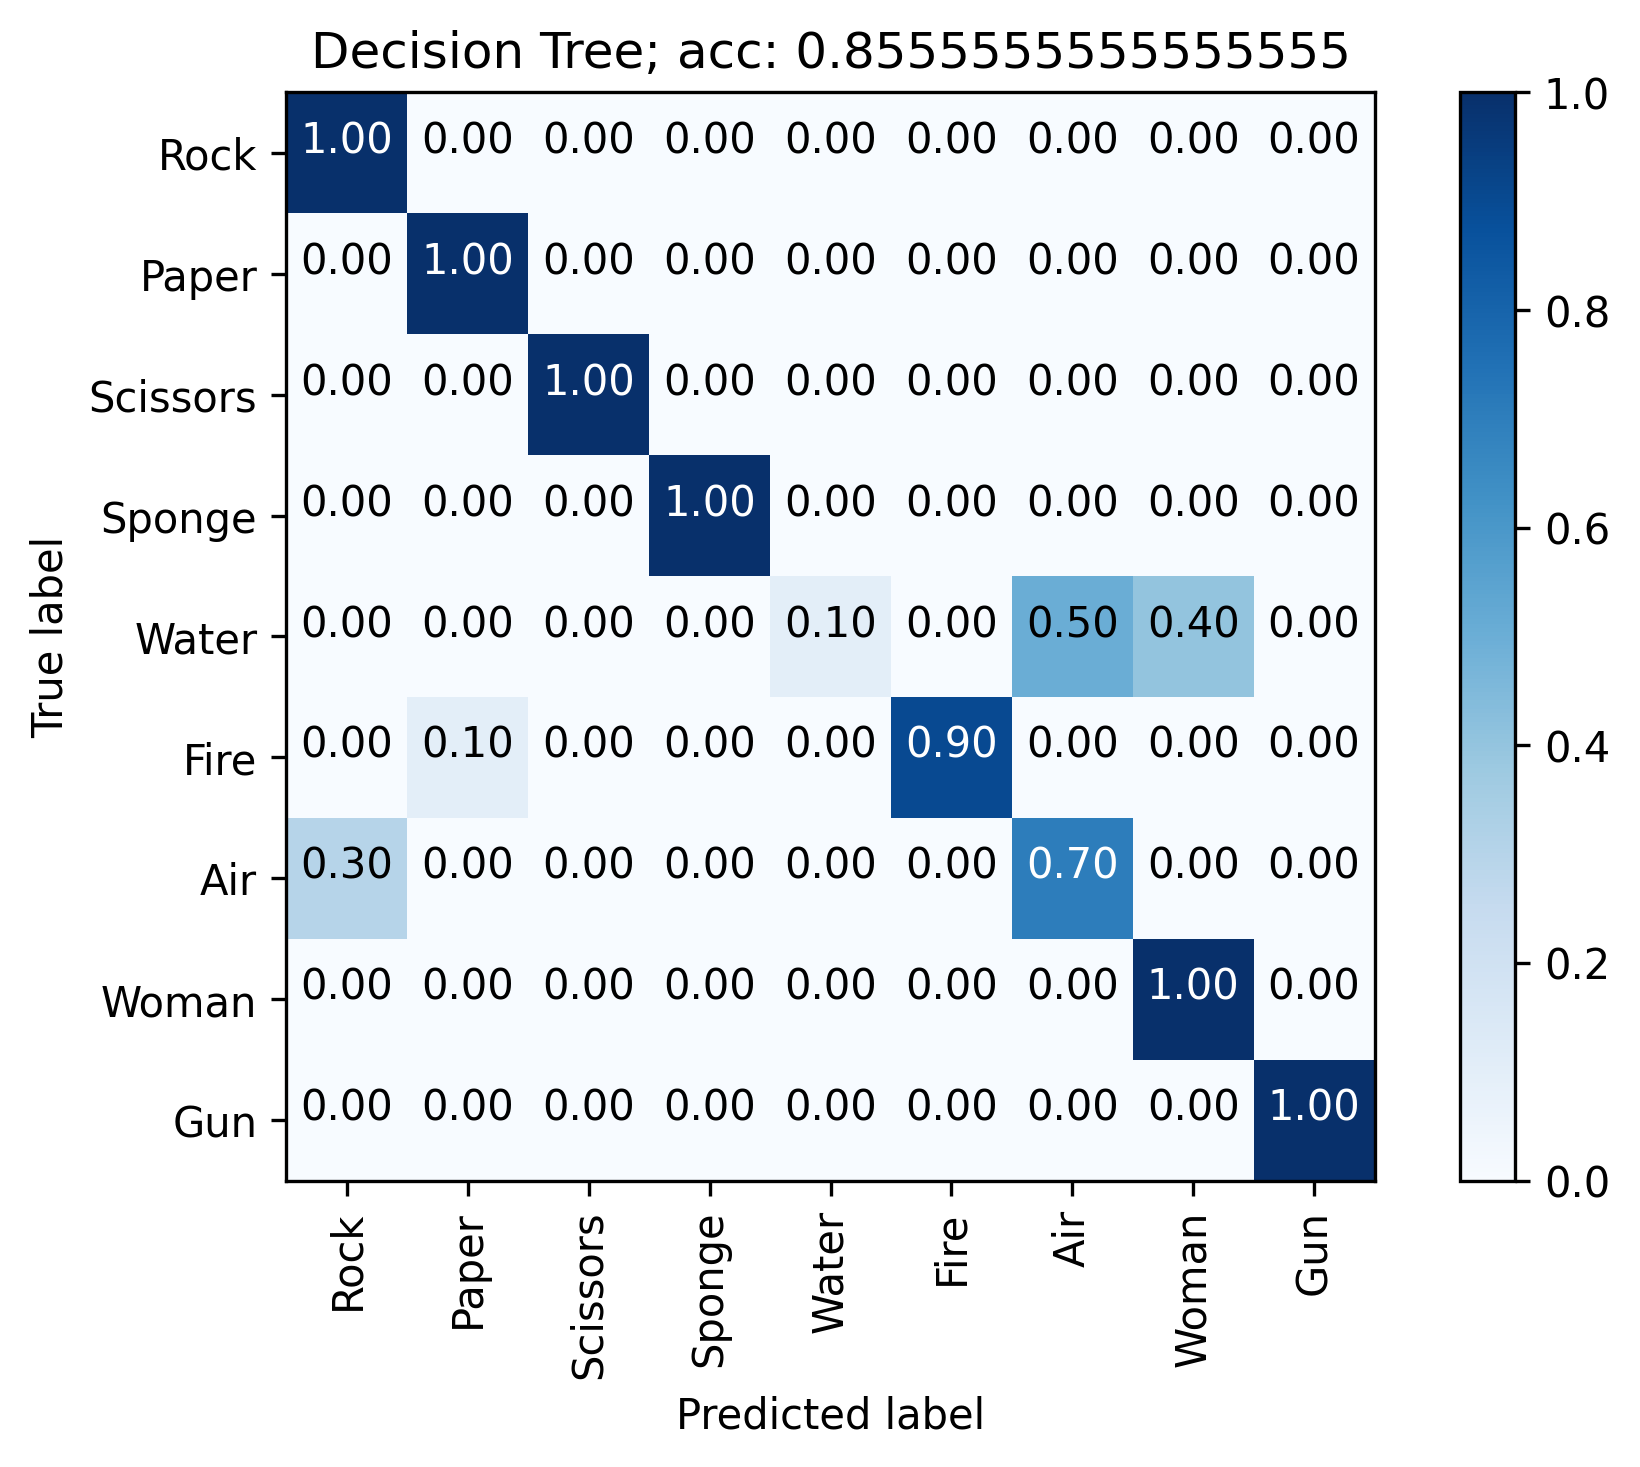 Decision Tree; acc: 0.8555555555555555
Rock 1.00 0.00 0.00 0.00 0.00 0.00 0.00 0.00 0.00
Paper 0.00 1.00 0.00 0.00 0.00 0.00 0.00 0.00 0.00
Scissors 0.00 0.00 1.00 0.00 0.00 0.00 0.00 0.00 0.00
Sponge 0.00 0.00 0.00 1.00 0.00 0.00 0.00 0.00 0.00
Water 0.00 0.00 0.00 0.00 0.10 0.00 0.50 0.40 0.00
Fire 0.00 0.10 0.00 0.00 0.00 0.90 0.00 0.00 0.00
Air 0.30 0.00 0.00 0.00 0.00 0.00 0.70 0.00 0.00
Woman 0.00 0.00 0.00 0.00 0.00 0.00 0.00 1.00 0.00
Gun 0.00 0.00 0.00 0.00 0.00 0.00 0.00 0.00 1.00
True label
Rock Paper Scissors Sponge Water Fire Air Woman Gun
Predicted label
1.0
0.8
0.6
0.4
0.2
0.0